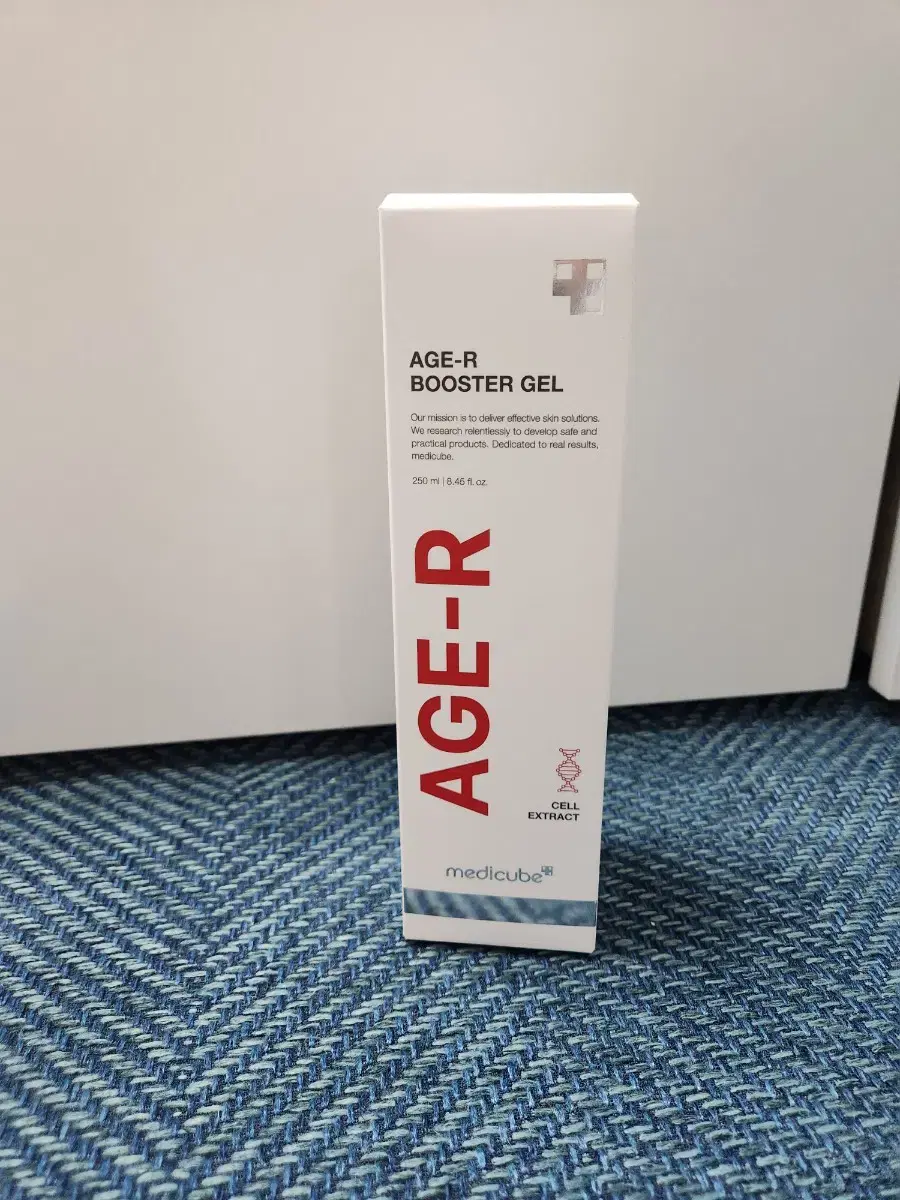 AGE-R
BOOSTER GEL
Our mission is to deliver effective skin solutions.
We research relentlessly to develop safe and
practical products. Dedicated to real results,
medicube.
250 ml | 8.46 fl. oz.
AGE-R
CELL
EXTRACT
medicube